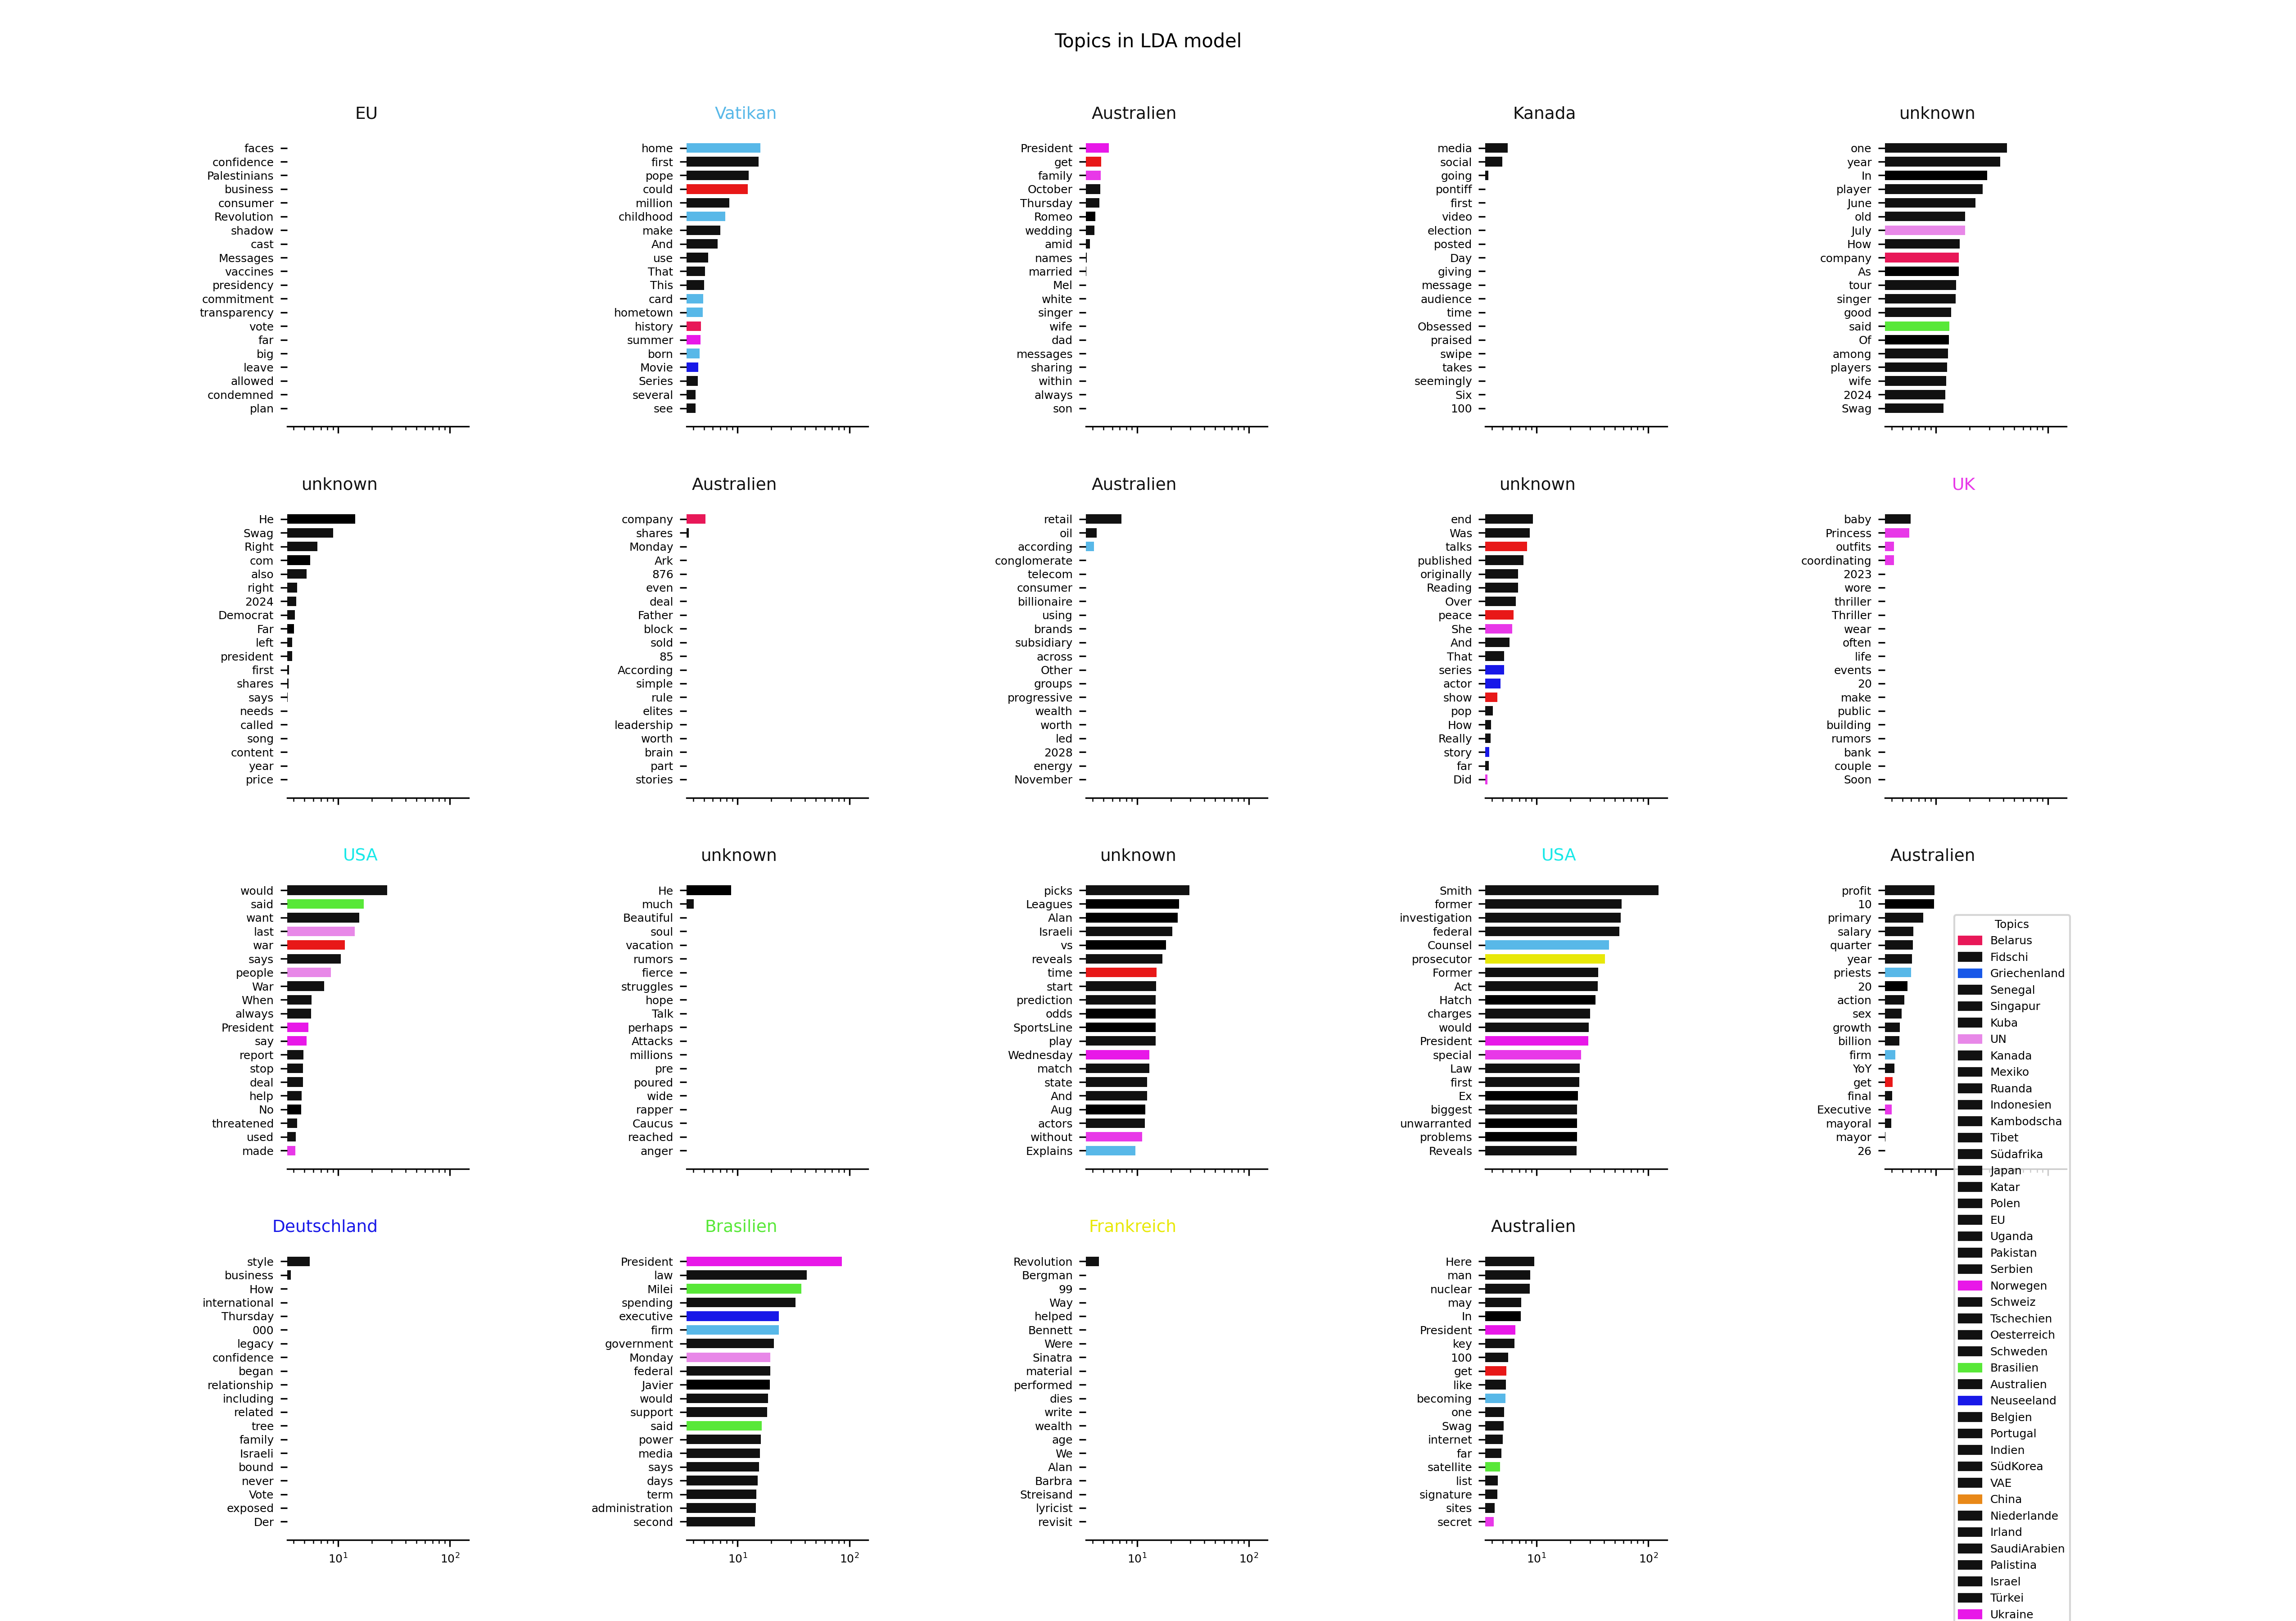 Topics in LDA model
EU
faces
confidence
Palestinians
business
consumer
Revolution
shadow
cast
Messages
vaccines
presidency
commitment
transparency
vote
far
big
leave
allowed
condemned
plan
Vatikan
home
first
pope
could
million
childhood
make
And
use
That
This
card
hometown
history
summer
born
Movie
Series
several
see
Australien
President
get
family
October
Thursday
Romeo
wedding
amid
names
married
Mel
white
singer
wife
dad
messages
sharing
within
always
son
Kanada
media
social
going
pontiff
first
video
election
posted
Day
giving
message
audience
time
Obsessed
praised
swipe
takes
seemingly
Six
100
unknown
one
year
In
player
June
old
July
How
company
As
tour
singer
good
said
Of
among
players
wife
2024
Swag
unknown
He
Swag
Right
com
also
right
2024
Democrat
Far
left
president
first
shares
says
needs
called
song
content
year
price
Australien
company
shares
Monday
Ark
876
even
deal
Father
block
sold
85
According
simple
rule
elites
leadership
worth
brain
part
stories
Australien
retail
oil
according
conglomerate
telecom
consumer
billionaire
using
brands
subsidiary
across
Other
groups
progressive
wealth
worth
led
2028
energy
November
unknown
end
Was
talks
published
originally
Reading
Over
peace
She
And
That
series
actor
show
pop
How
Really
story
far
Did
UK
baby
Princess
outfits
coordinating
2023
wore
thriller
Thriller
wear
often
life
events
20
make
public
building
rumors
bank
couple
Soon
USA
would
said
want
last
war
says
people
War
When
always
President
say
report
stop
deal
help
No
threatened
used
made
unknown
He
much
Beautiful
soul
vacation
rumors
fierce
struggles
hope
Talk
perhaps
Attacks
millions
pre
poured
wide
rapper
Caucus
reached
anger
unknown
picks
Leagues
Alan
Israeli
vs
reveals
time
start
prediction
odds
SportsLine
play
Wednesday
match
state
And
Aug
actors
without
Explains
USA
Smith
former
investigation
federal
Counsel
prosecutor
Former
Act
Hatch
charges
would
President
special
Law
first
Ex
biggest
unwarranted
problems
Reveals
Australien
profit
10
primary
salary
quarter
year
priests
20
action
sex
growth
billion
firm
YoY
get
final
Executive
mayoral
mayor
26
Deutschland
style
business
How
international
Thursday
000
legacy
confidence
began
relationship
including
related
tree
family
Israeli
bound
never
Vote
exposed
Der
10¹ 10²
Brasilien
President
law
Milei
spending
executive
firm
government
Monday
federal
Javier
would
support
said
power
media
says
days
term
administration
second
10¹ 10²
Frankreich
Revolution
Bergman
99
Way
helped
Bennett
Were
Sinatra
material
performed
dies
write
wealth
age
We
Alan
Barbra
Streisand
lyricist
revisit
10¹ 10²
Australien
Here
man
nuclear
may
In
President
key
100
get
like
becoming
one
Swag
internet
far
satellite
list
signature
sites
secret
10¹ 10²
Topics
Belarus
Fidschi
Griechenland
Senegal
Singapur
Kuba
UN
Kanada
Mexiko
Ruanda
Indonesien
Kambodscha
Tibet
Südafrika
Japan
Katar
Polen
EU
Uganda
Pakistan
Serbien
Norwegen
Schweiz
Tschechien
Oesterreich
Schweden
Brasilien
Australien
Neuseeland
Belgien
Portugal
Indien
SüdKorea
VAE
China
Niederlande
Irland
SaudiArabien
Palistina
Israel
Türkei
Ukraine